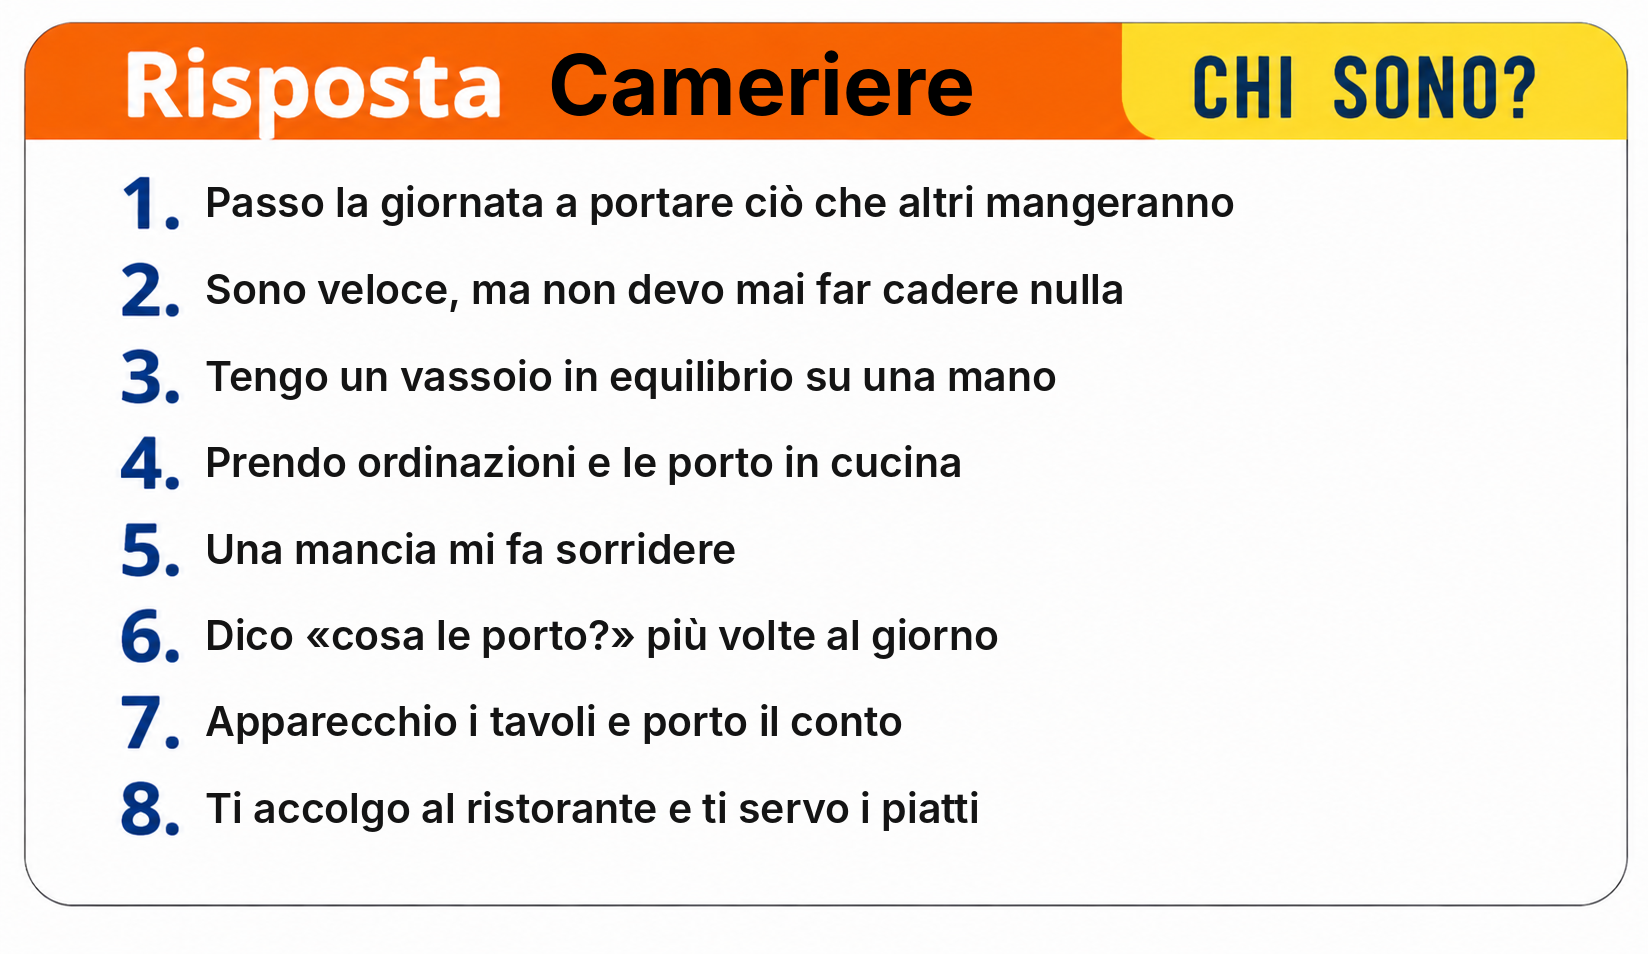 Risposta Cameriere CHI SONO?
1. Passo la giornata a portare ciò che altri mangeranno
2. Sono veloce, ma non devo mai far cadere nulla
3. Tengo un vassoio in equilibrio su una mano
4. Prendo ordinazioni e le porto in cucina
5. Una mancia mi fa sorridere
6. Dico «cosa le porto?» più volte al giorno
7. Apparecchio i tavoli e porto il conto
8. Ti accolgo al ristorante e ti servo i piatti